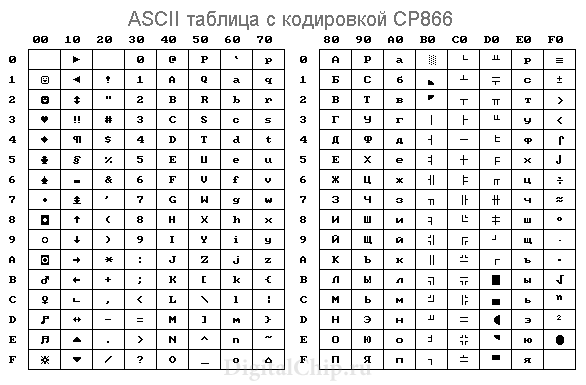 ASCII таблица с кодировкой CP866
00 10 20 30 40 50 60 70 80 90 A0 B0 C0 D0 E0 F0
0 ► 0 @ P ` p 0 А Р а ░ └ ╨ р ≡
1 ☺ ◄ ! 1 A Q a q 1 Б С б ◣ ┴ ╤ с ±
2 ☻ ↕ " 2 B R b r 2 В Т в ◤ ┬ ╥ т >
3 ♥ ‼ # 3 C S c s 3 Г У г │ ├ ╙ у <
4 ♦ ¶ $ 4 D T d t 4 Д Ф д ┤ ─ ╘ ф ⌠
5 ♣ § % 5 E U e u 5 Е Х е ╡ ┼ ╒ х ⌡
6 ♠ ▬ & 6 F V f v 6 Ж Ц ж ╢ ╞ ╓ ц ÷
7 • ↨ ' 7 G W g w 7 З Ч з ╖ ╟ ╫ ч ≈
8 ◘ ↑ ( 8 H X h x 8 И Ш и ╕ ╚ ╪ ш °
9 ○ ↓ ) 9 I Y i y 9 Й Щ й ╣ ╔ ┘ щ ·
A ◙ → * : J Z j z A К Ъ к ║ ╩ ┌ ъ ·
B ♂ ← + ; K [ k { B Л Ы л ╗ ╦ █ ы √
C ♀ ∟ , < L \ l ¦ C М Ь м ╝ ╠ ▄ ь ⁿ
D ♪ ↔ - = M ] m } D Н Э н ╜ ═ ▌ э ²
E ♫ ▲ . > N ^ n ~ E О Ю о ╛ ╬ ▐ ю ●
F ☼ ▼ / ? O _ o ⌂ F П Я п ┐ ╧ ▀ я
DigitalChip.ru